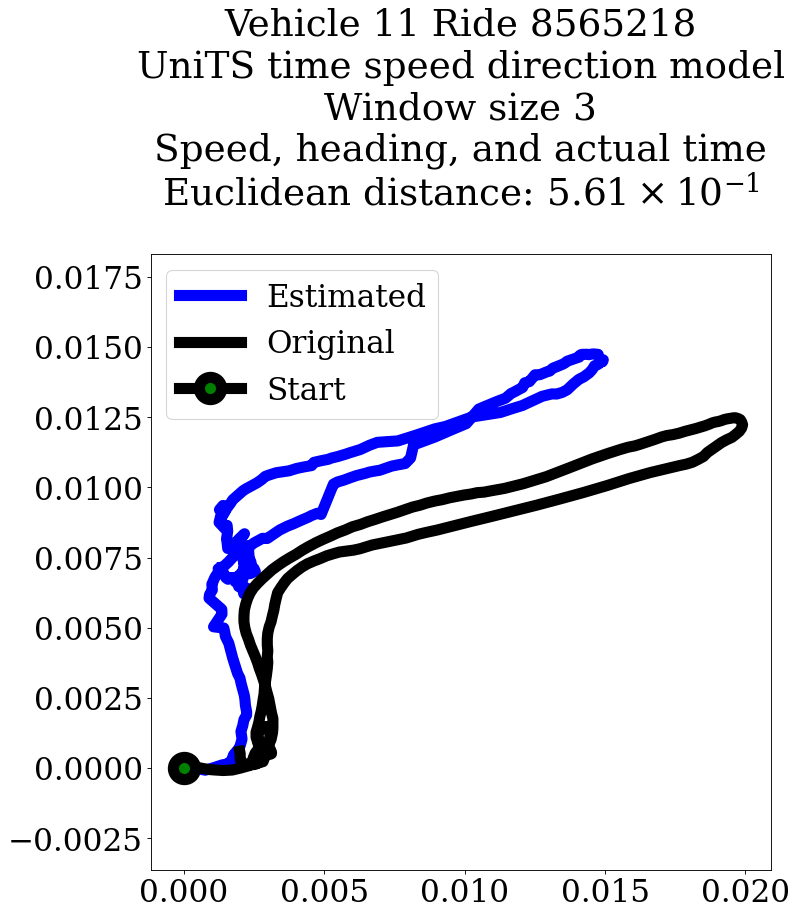 Vehicle 11 Ride 8565218
UniTS time speed direction model
Window size 3
Speed, heading, and actual time
Euclidean distance: 5.61 × 10⁻¹
0.0175
0.0150
0.0125
0.0100
0.0075
0.0050
0.0025
0.0000
−0.0025
Estimated
Original
Start
0.000 0.005 0.010 0.015 0.020